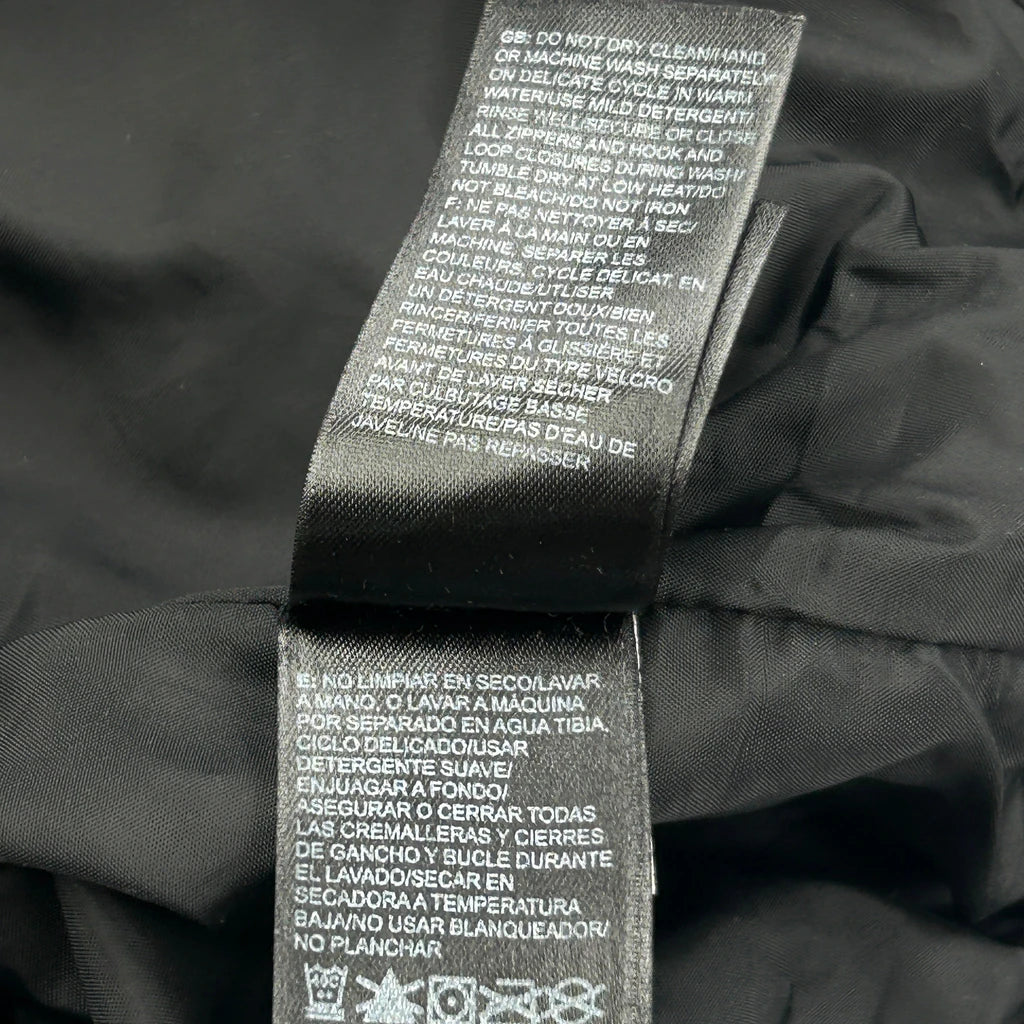 GB: DO NOT DRY CLEAN/HAND
OR MACHINE WASH SEPARATELY
ON DELICATE CYCLE IN WARM
WATER/USE MILD DETERGENT/
RINSE WELL/SECURE OR CLOSE
ALL ZIPPERS AND HOOK AND
LOOP CLOSURES DURING WASH/
TUMBLE DRY AT LOW HEAT/DO
NOT BLEACH/DO NOT IRON
F: NE PAS NETTOYER À SEC/
LAVER À LA MAIN OU EN
MACHINE, SÉPARER LES
COULEURS, CYCLE DÉLICAT, EN
EAU CHAUDE/UTLISER
UN DÉTERGENT DOUX/BIEN
RINCER/FERMER TOUTES LES
FERMETURES À GLISSIÈRE ET
FERMETURES DU TYPE VELCRO
AVANT DE LAVER SÉCHER
PAR CULBUTAGE BASSE
TEMPÉRATURE/PAS D'EAU DE
JAVELINE PAS REPASSER
E: NO LIMPIAR EN SECO/LAVAR
A MANO, O LAVAR A MÁQUINA
POR SEPARADO EN AGUA TIBIA,
CICLO DELICADO/USAR
DETERGENTE SUAVE/
ENJUAGAR A FONDO/
ASEGURAR O CERRAR TODAS
LAS CREMALLERAS Y CIERRES
DE GANCHO Y BUCLE DURANTE
EL LAVADO/SECAR EN
SECADORA A TEMPERATURA
BAJA/NO USAR BLANQUEADOR/
NO PLANCHAR